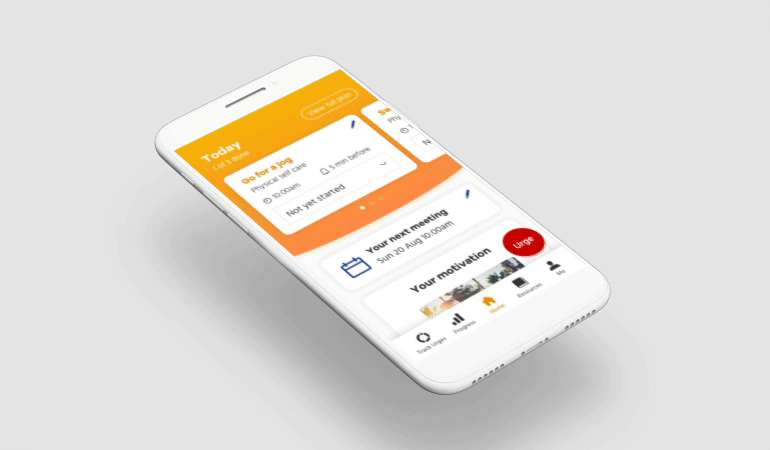 Today
1 of 5 done
View full plan
Go for a jog
Physical self care
10:00am
5 min before
Not yet started
Sw
Phy
1
N
Your next meeting
Sun 20 Aug 10:00am
Your motivation
Urge
Track Urges
Progress
Home
Resources
Me